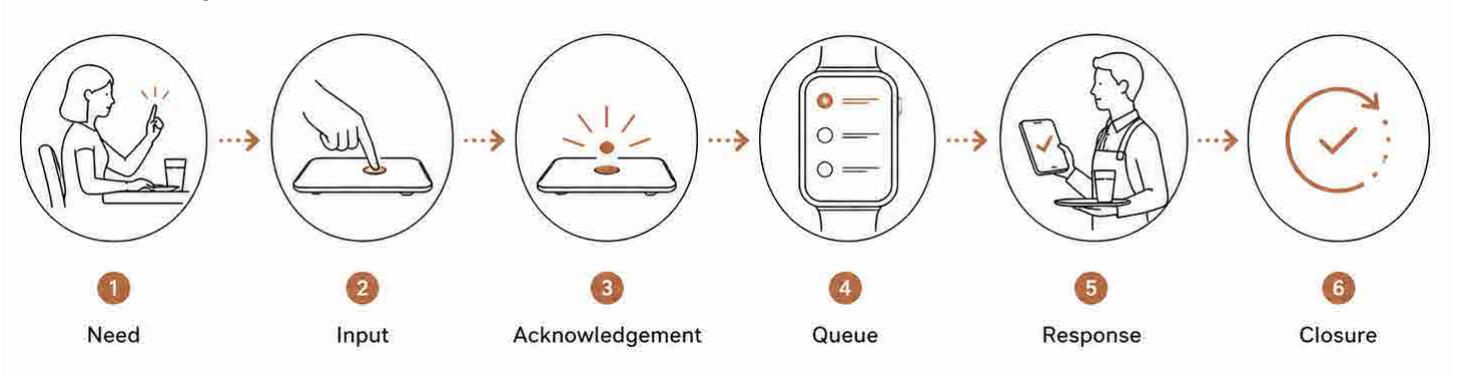 1
2
3
4
5
6
Need
Input
Acknowledgement
Queue
Response
Closure